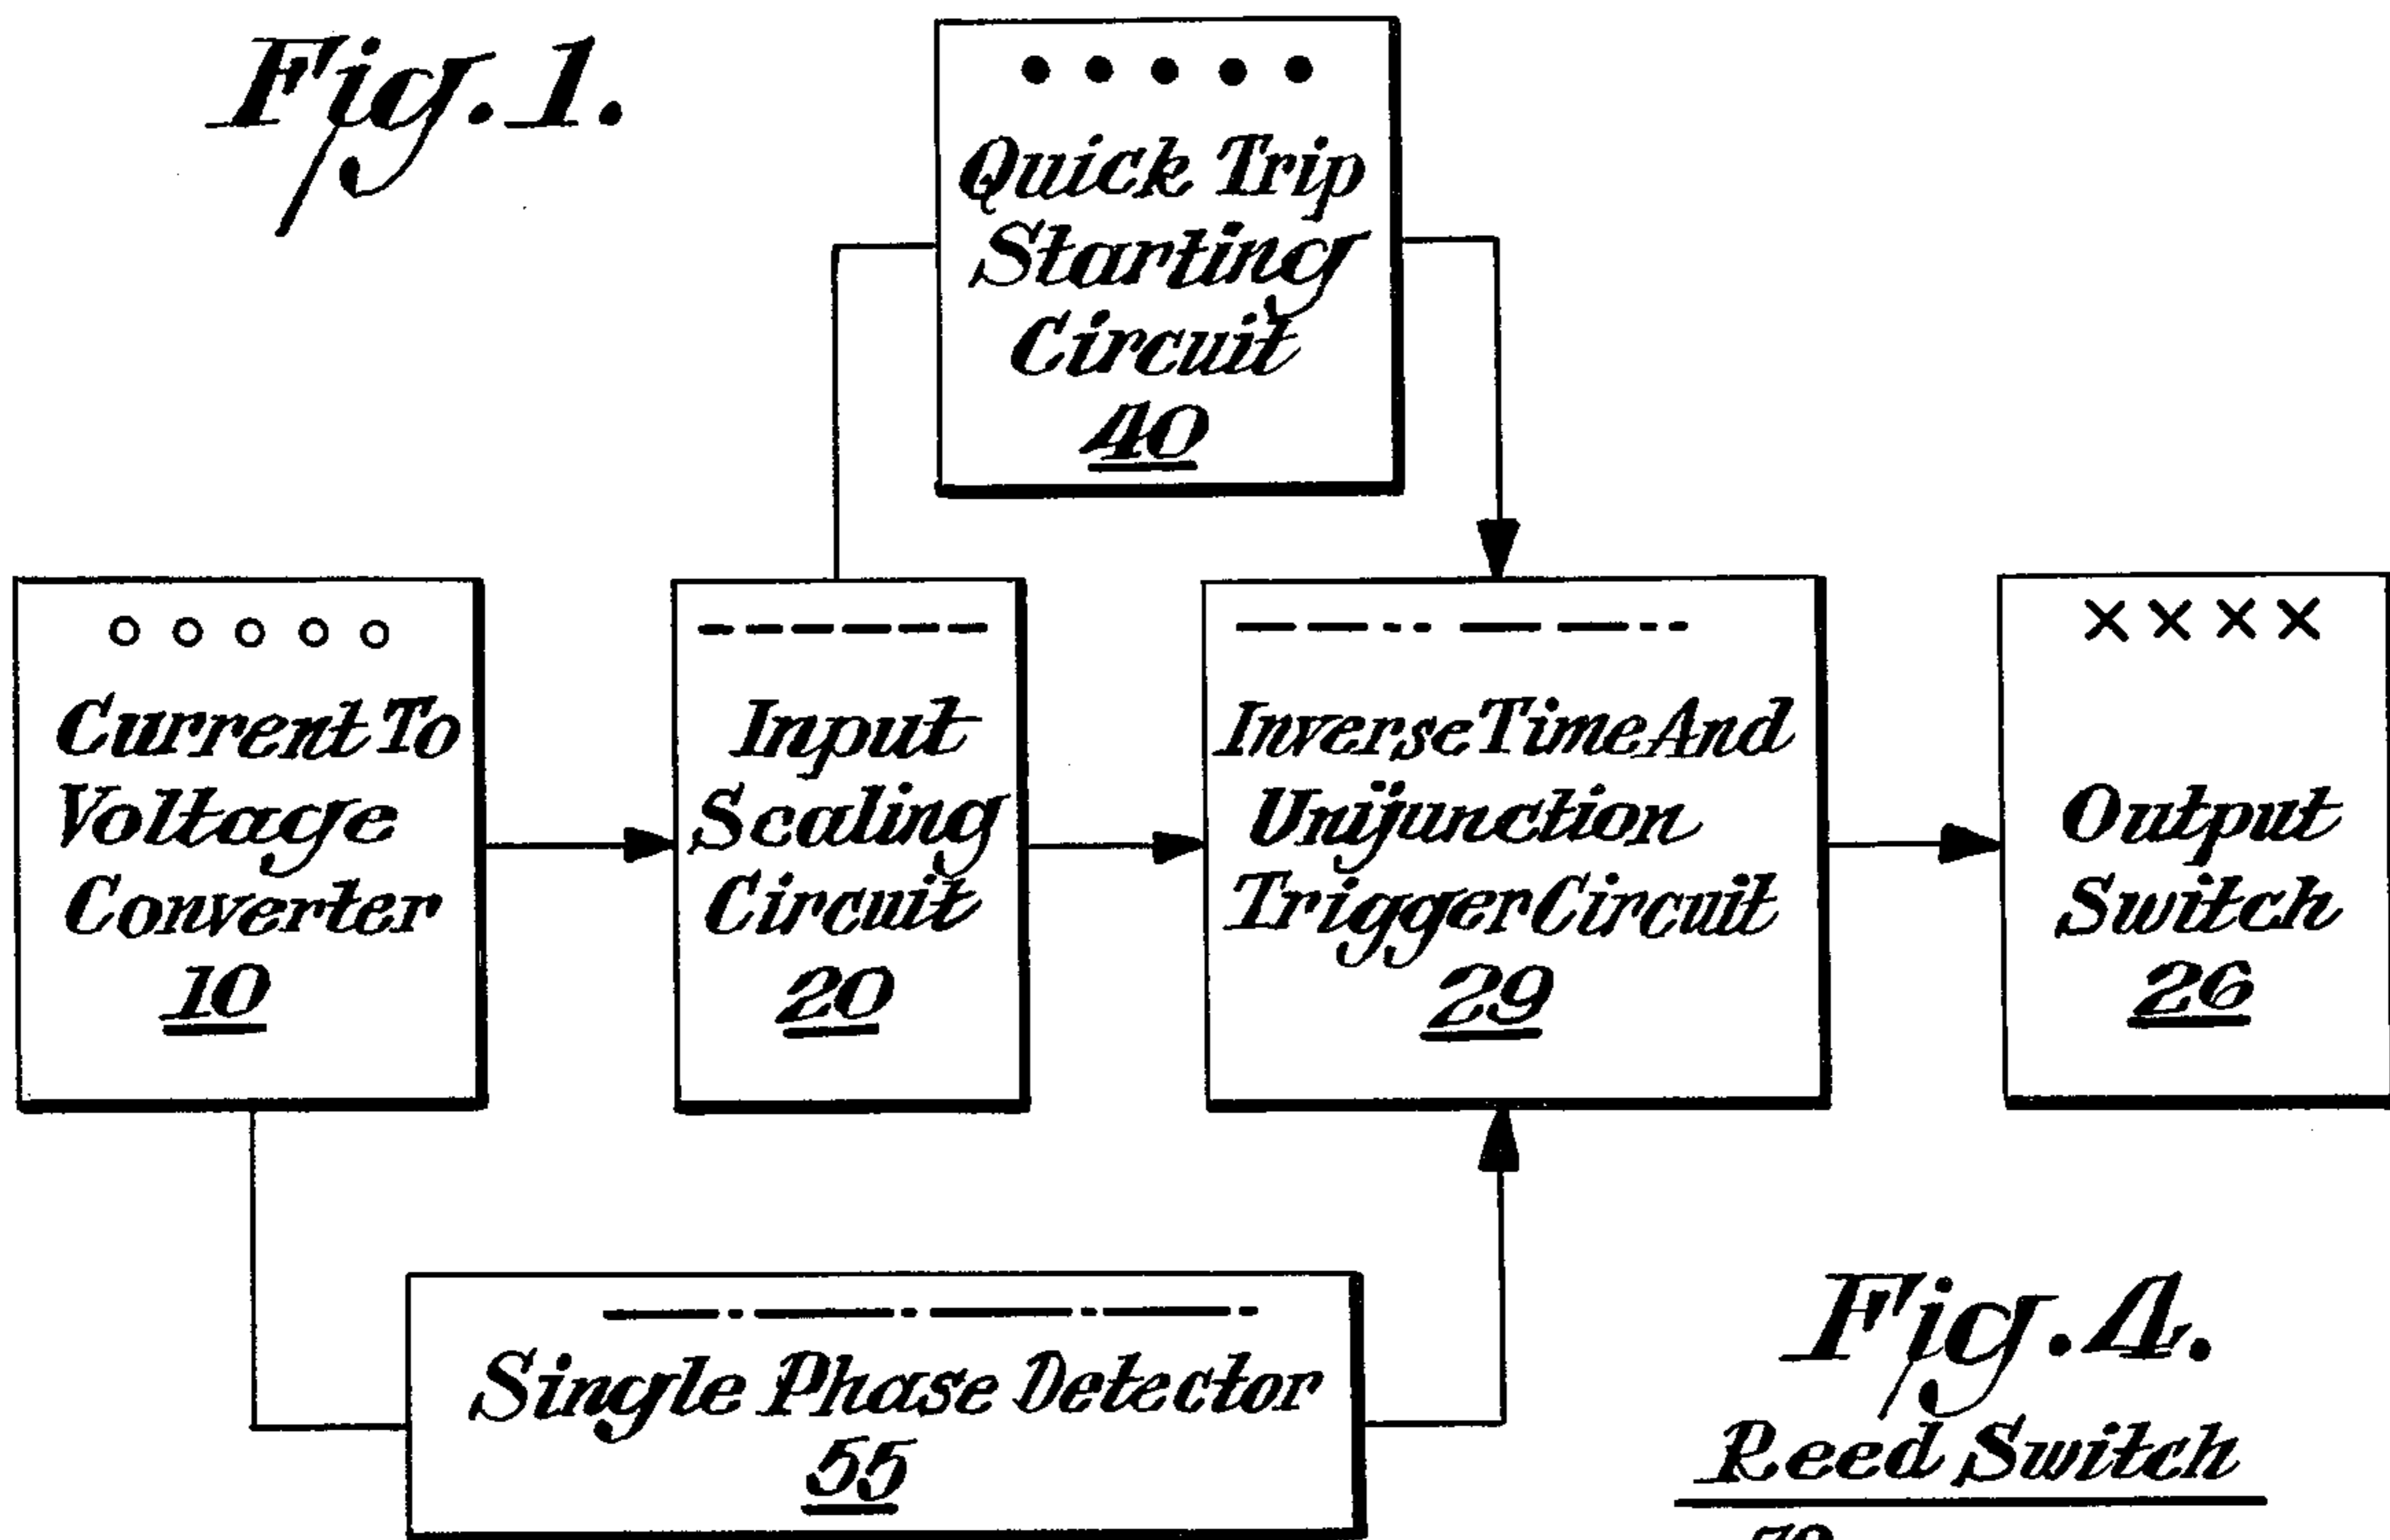 Fig. 1.
Quick Trip
Starting
Circuit
40
Current To
Voltage
Converter
10
Input
Scaling
Circuit
20
Inverse Time And
Unijunction
Trigger Circuit
29
Output
Switch
26
Single Phase Detector
55
Fig. 4.
Reed Switch